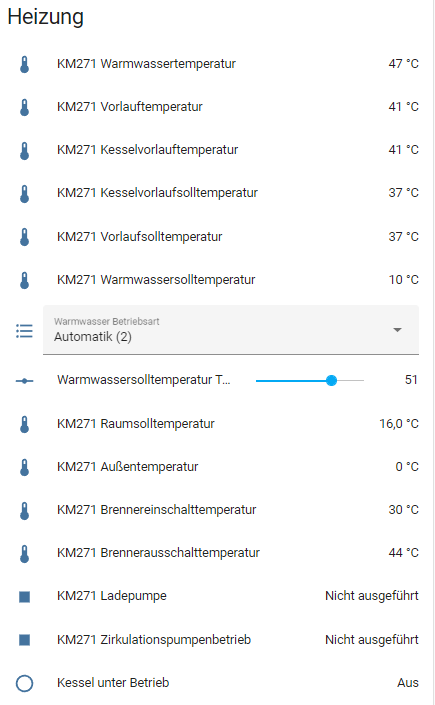 Heizung
KM271 Warmwassertemperatur 47 °C
KM271 Vorlauftemperatur 41 °C
KM271 Kesselvorlauftemperatur 41 °C
KM271 Kesselvorlaufsolltemperatur 37 °C
KM271 Vorlaufsolltemperatur 37 °C
KM271 Warmwassersolltemperatur 10 °C
Warmwasser Betriebsart
Automatik (2)
Warmwassersolltemperatur T... 51
KM271 Raumsolltemperatur 16,0 °C
KM271 Außentemperatur 0 °C
KM271 Brennereinschalttemperatur 30 °C
KM271 Brennerausschalttemperatur 44 °C
KM271 Ladepumpe Nicht ausgeführt
KM271 Zirkulationspumpenbetrieb Nicht ausgeführt
Kessel unter Betrieb Aus